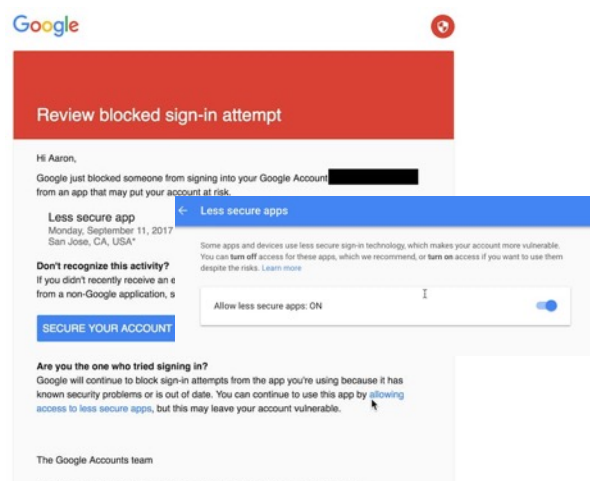 Google
Review blocked sign-in attempt
Hi Aaron,
Google just blocked someone from signing into your Google Account
from an app that may put your account at risk.
Less secure app
Monday, September 11, 2017
San Jose, CA, USA*
Don't recognize this activity?
If you didn't recently receive an e
from a non-Google application, s
SECURE YOUR ACCOUNT
← Less secure apps
Some apps and devices use less secure sign-in technology, which makes your account more vulnerable.
You can turn off access for these apps, which we recommend, or turn on access if you want to use them
despite the risks. Learn more
Allow less secure apps: ON
Are you the one who tried signing in?
Google will continue to block sign-in attempts from the app you're using because it has
known security problems or is out of date. You can continue to use this app by allowing
access to less secure apps, but this may leave your account vulnerable.
The Google Accounts team